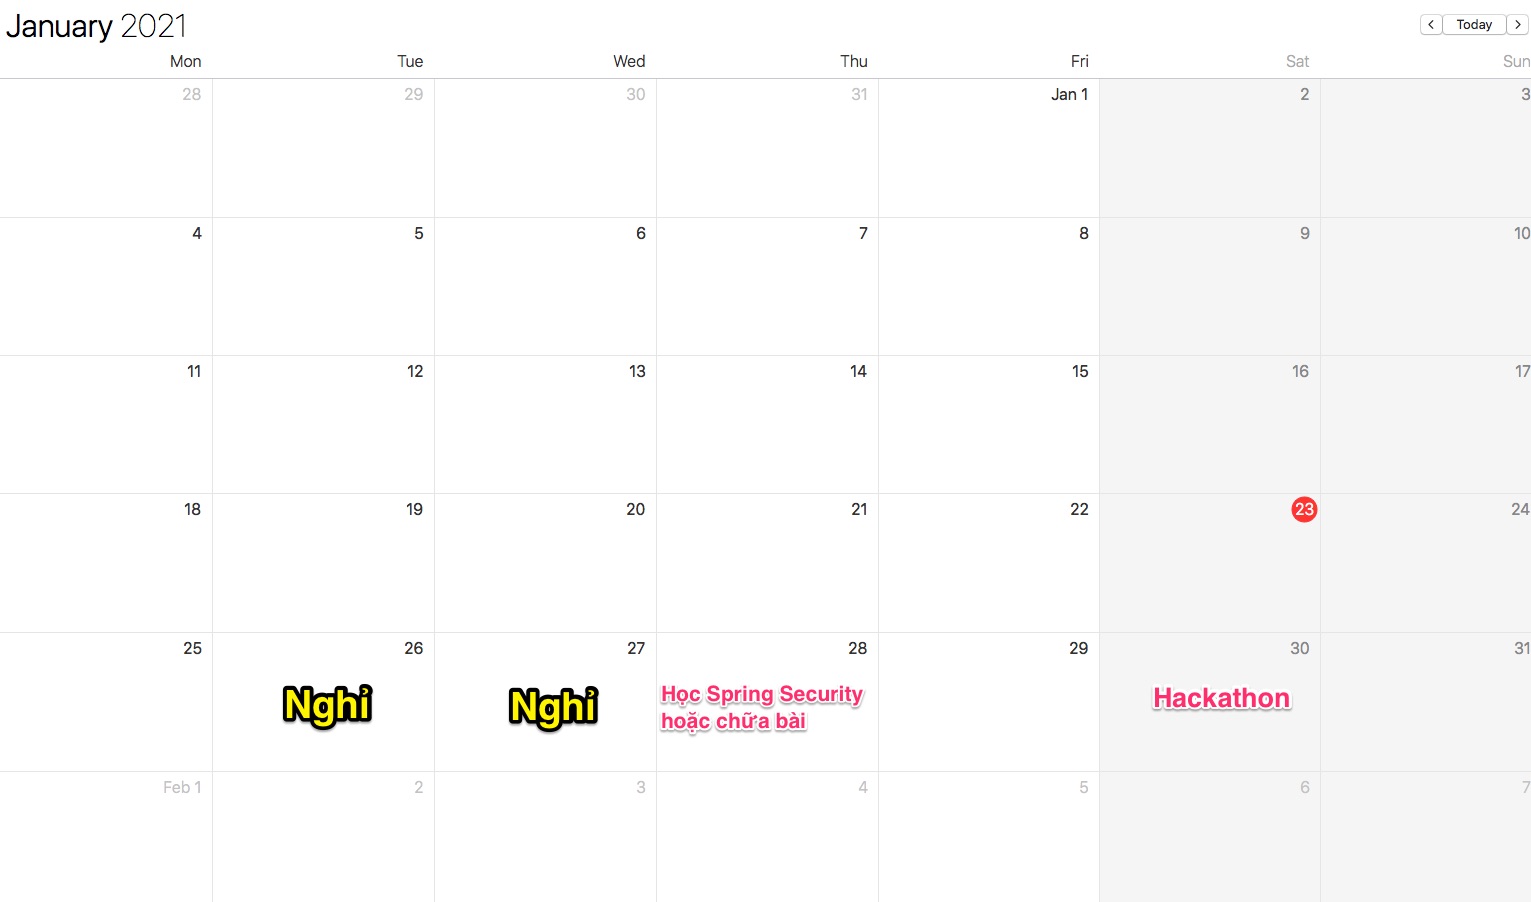 January 2021
< Today >
Mon Tue Wed Thu Fri Sat Sun
28 29 30 31 Jan 1 2 3
4 5 6 7 8 9 10
11 12 13 14 15 16 17
18 19 20 21 22 23 24
25 26 27 28 29 30 31
Nghỉ Nghỉ Học Spring Security Hackathon
hoặc chữa bài
Feb 1 2 3 4 5 6 7